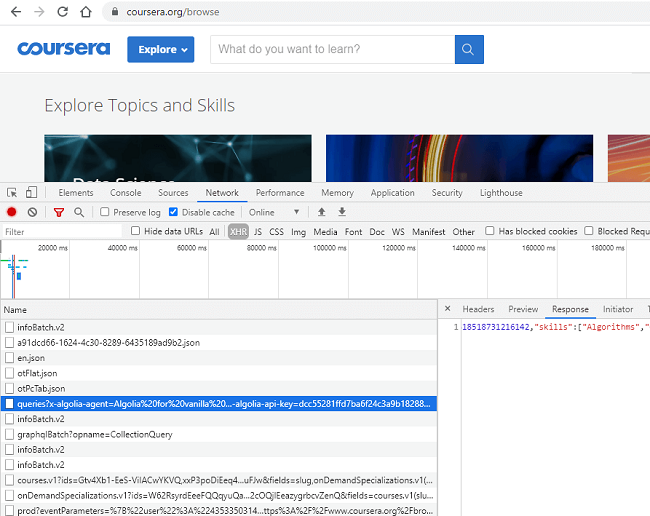 coursera.org/browse
coursera Explore What do you want to learn?
Explore Topics and Skills
Data Science
Elements Console Sources Network Performance Memory Application Security Lighthouse
Preserve log Disable cache Online
Filter Hide data URLs All XHR JS CSS Img Media Font Doc WS Manifest Other Has blocked cookies Blocked Requ
20000 ms 40000 ms 60000 ms 80000 ms 100000 ms 120000 ms 140000 ms 160000 ms 180000 ms
Name × Headers Preview Response Initiator
1 18518731216142,"skills":["Algorithms","
infoBatch.v2
a91dcd66-1624-4c30-8289-6435189ad9b2.json
en.json
otFlat.json
otPcTab.json
queries?x-algolia-agent=Algolia%20for%20vanilla%20...-algolia-api-key=dcc55281ffd7ba6f24c3a9b18288...
infoBatch.v2
graphqlBatch?opname=CollectionQuery
infoBatch.v2
infoBatch.v2
courses.v1?ids=Gtv4Xb1-EeS-ViIACwYKVQ,xxP3poDiEeq4...uFJw&fields=slug,onDemandSpecializations.v1(...
onDemandSpecializations.v1?ids=W62RsyrdEeeFQQqyuQa...2cOQjlEeazygrbcvZenQ&fields=courses.v1(slu...
prod?eventParameters=%7B%22user%22%3A%224353350314...ttps%3A%2F%2Fwww.coursera.org%2Fbro...